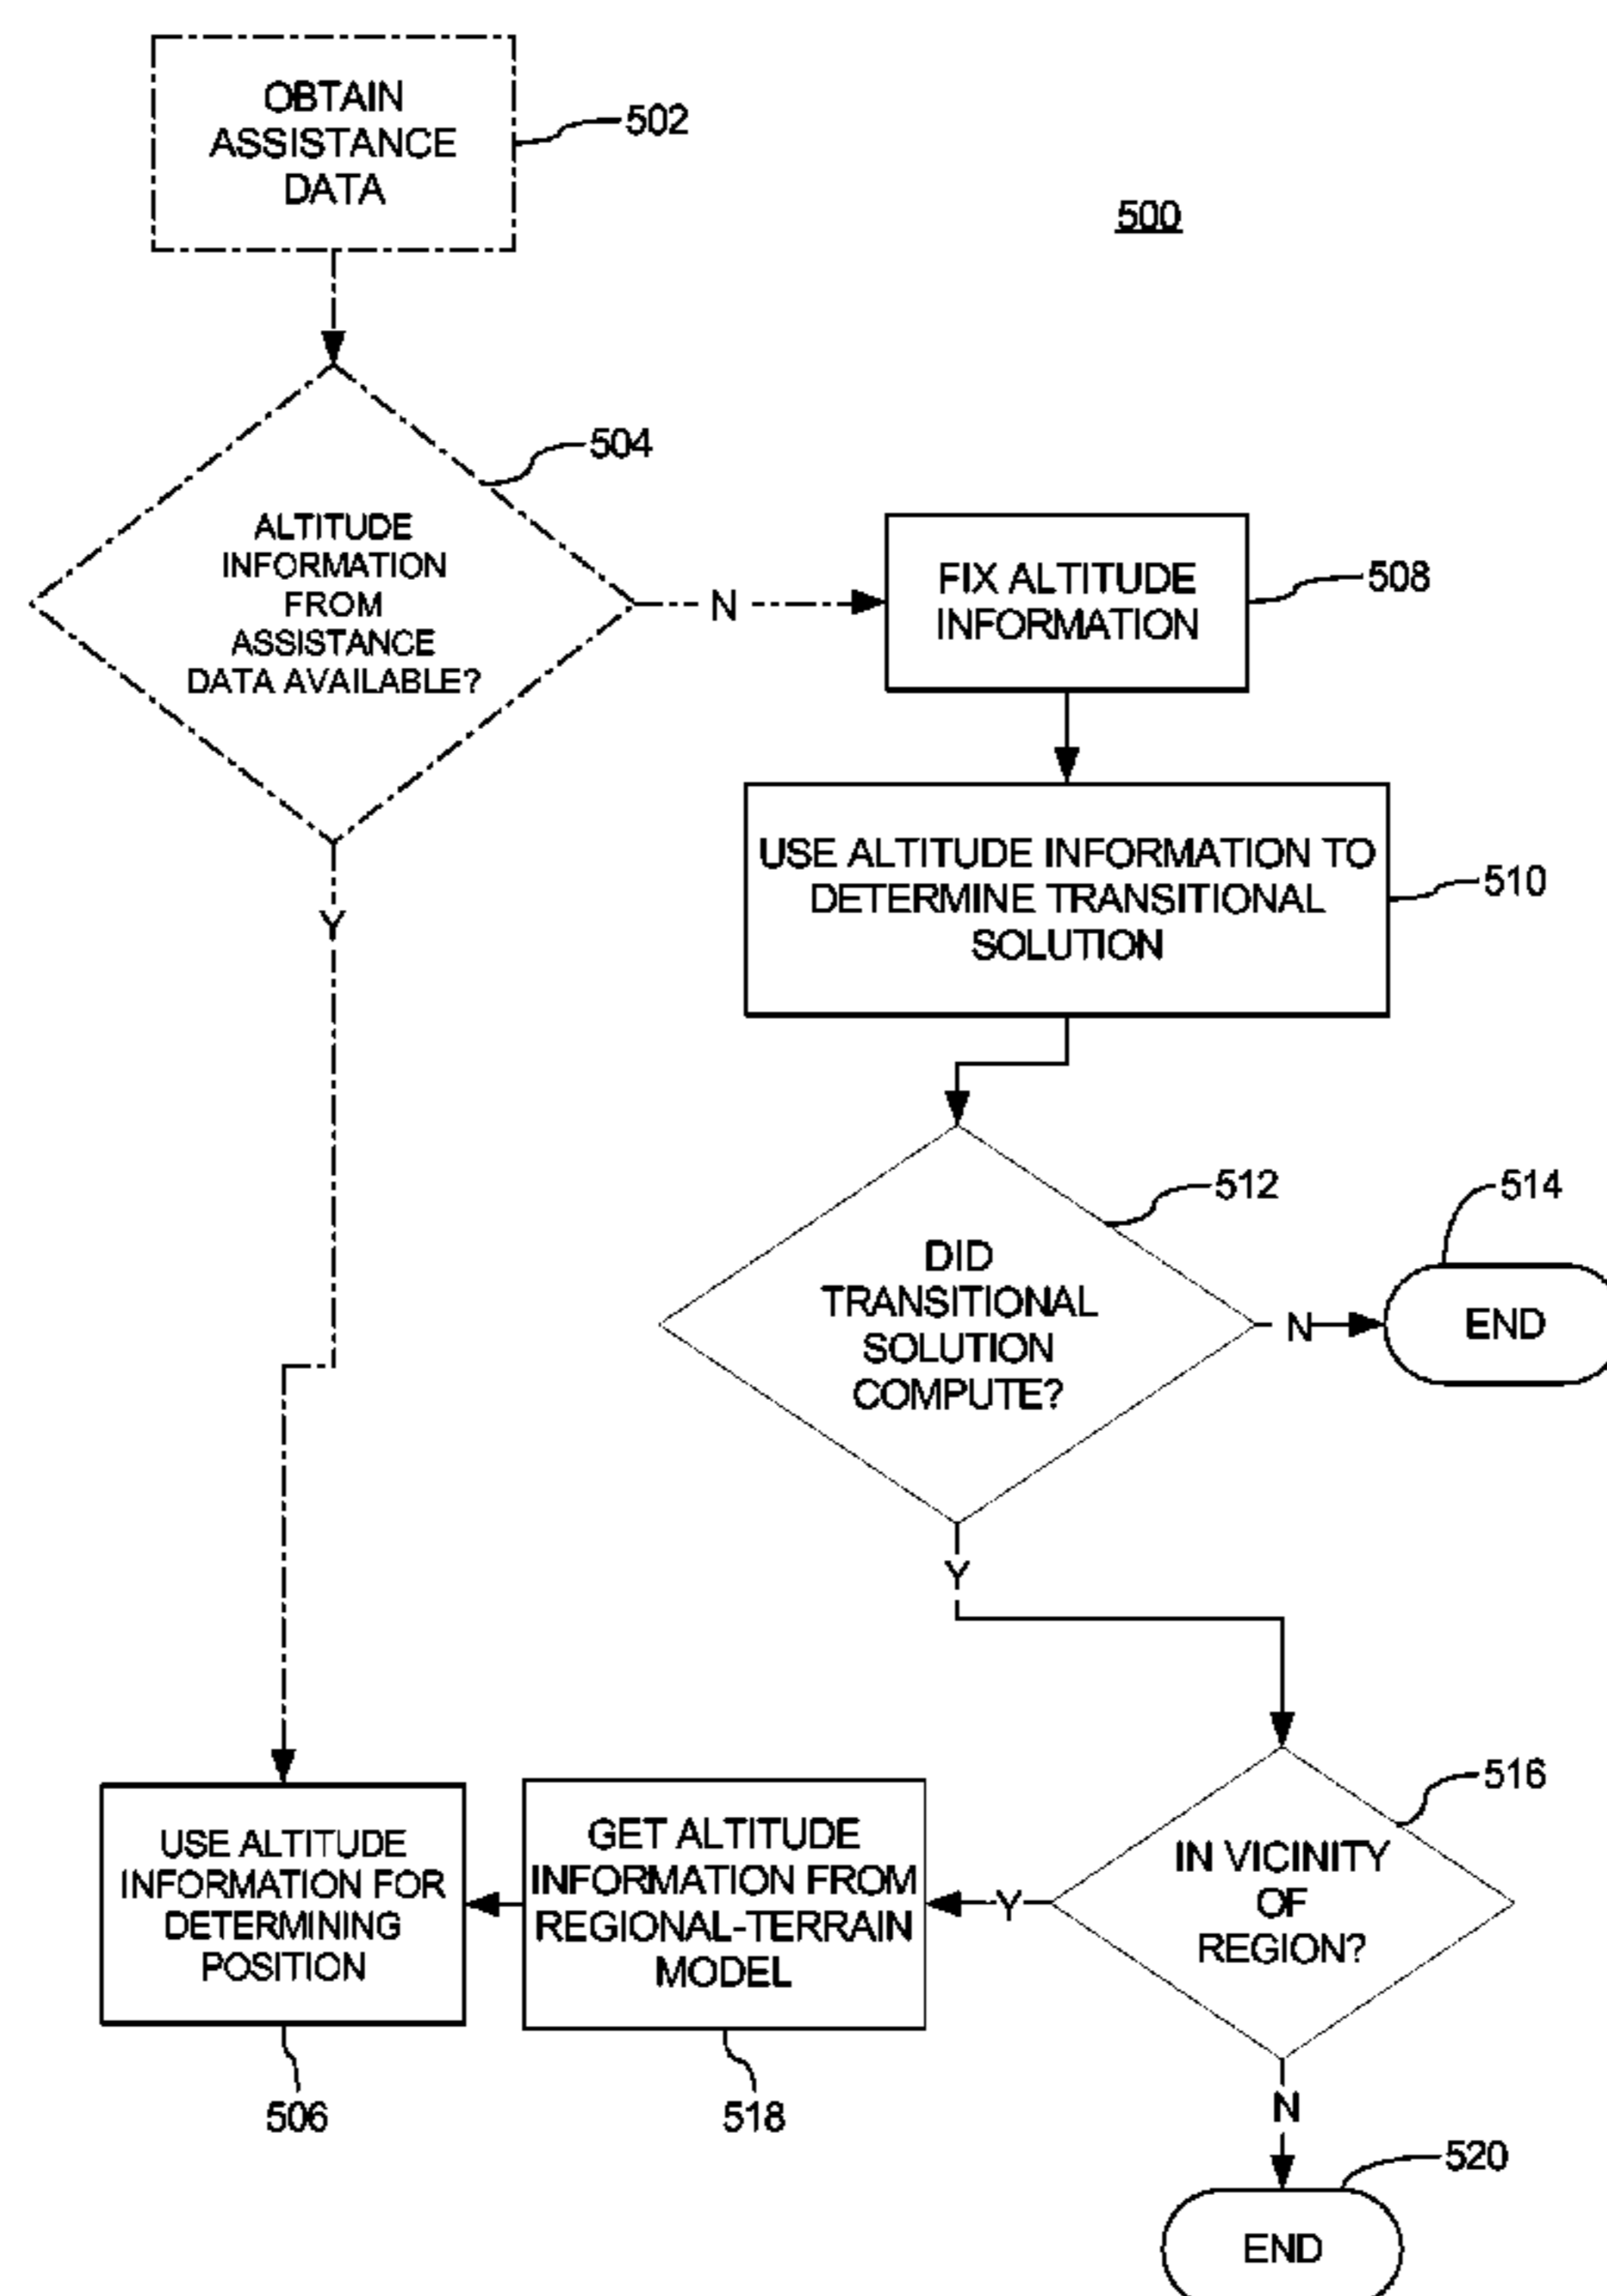 OBTAIN
ASSISTANCE
DATA
502
500
504
ALTITUDE
INFORMATION
FROM
ASSISTANCE
DATA AVAILABLE?
N
FIX ALTITUDE
INFORMATION
508
USE ALTITUDE INFORMATION TO
DETERMINE TRANSITIONAL
SOLUTION
510
Y
512
514
DID
TRANSITIONAL
SOLUTION
COMPUTE?
N
END
Y
516
IN VICINITY
OF
REGION?
Y
GET ALTITUDE
INFORMATION FROM
REGIONAL-TERRAIN
MODEL
USE ALTITUDE
INFORMATION FOR
DETERMINING
POSITION
506
518
N
520
END